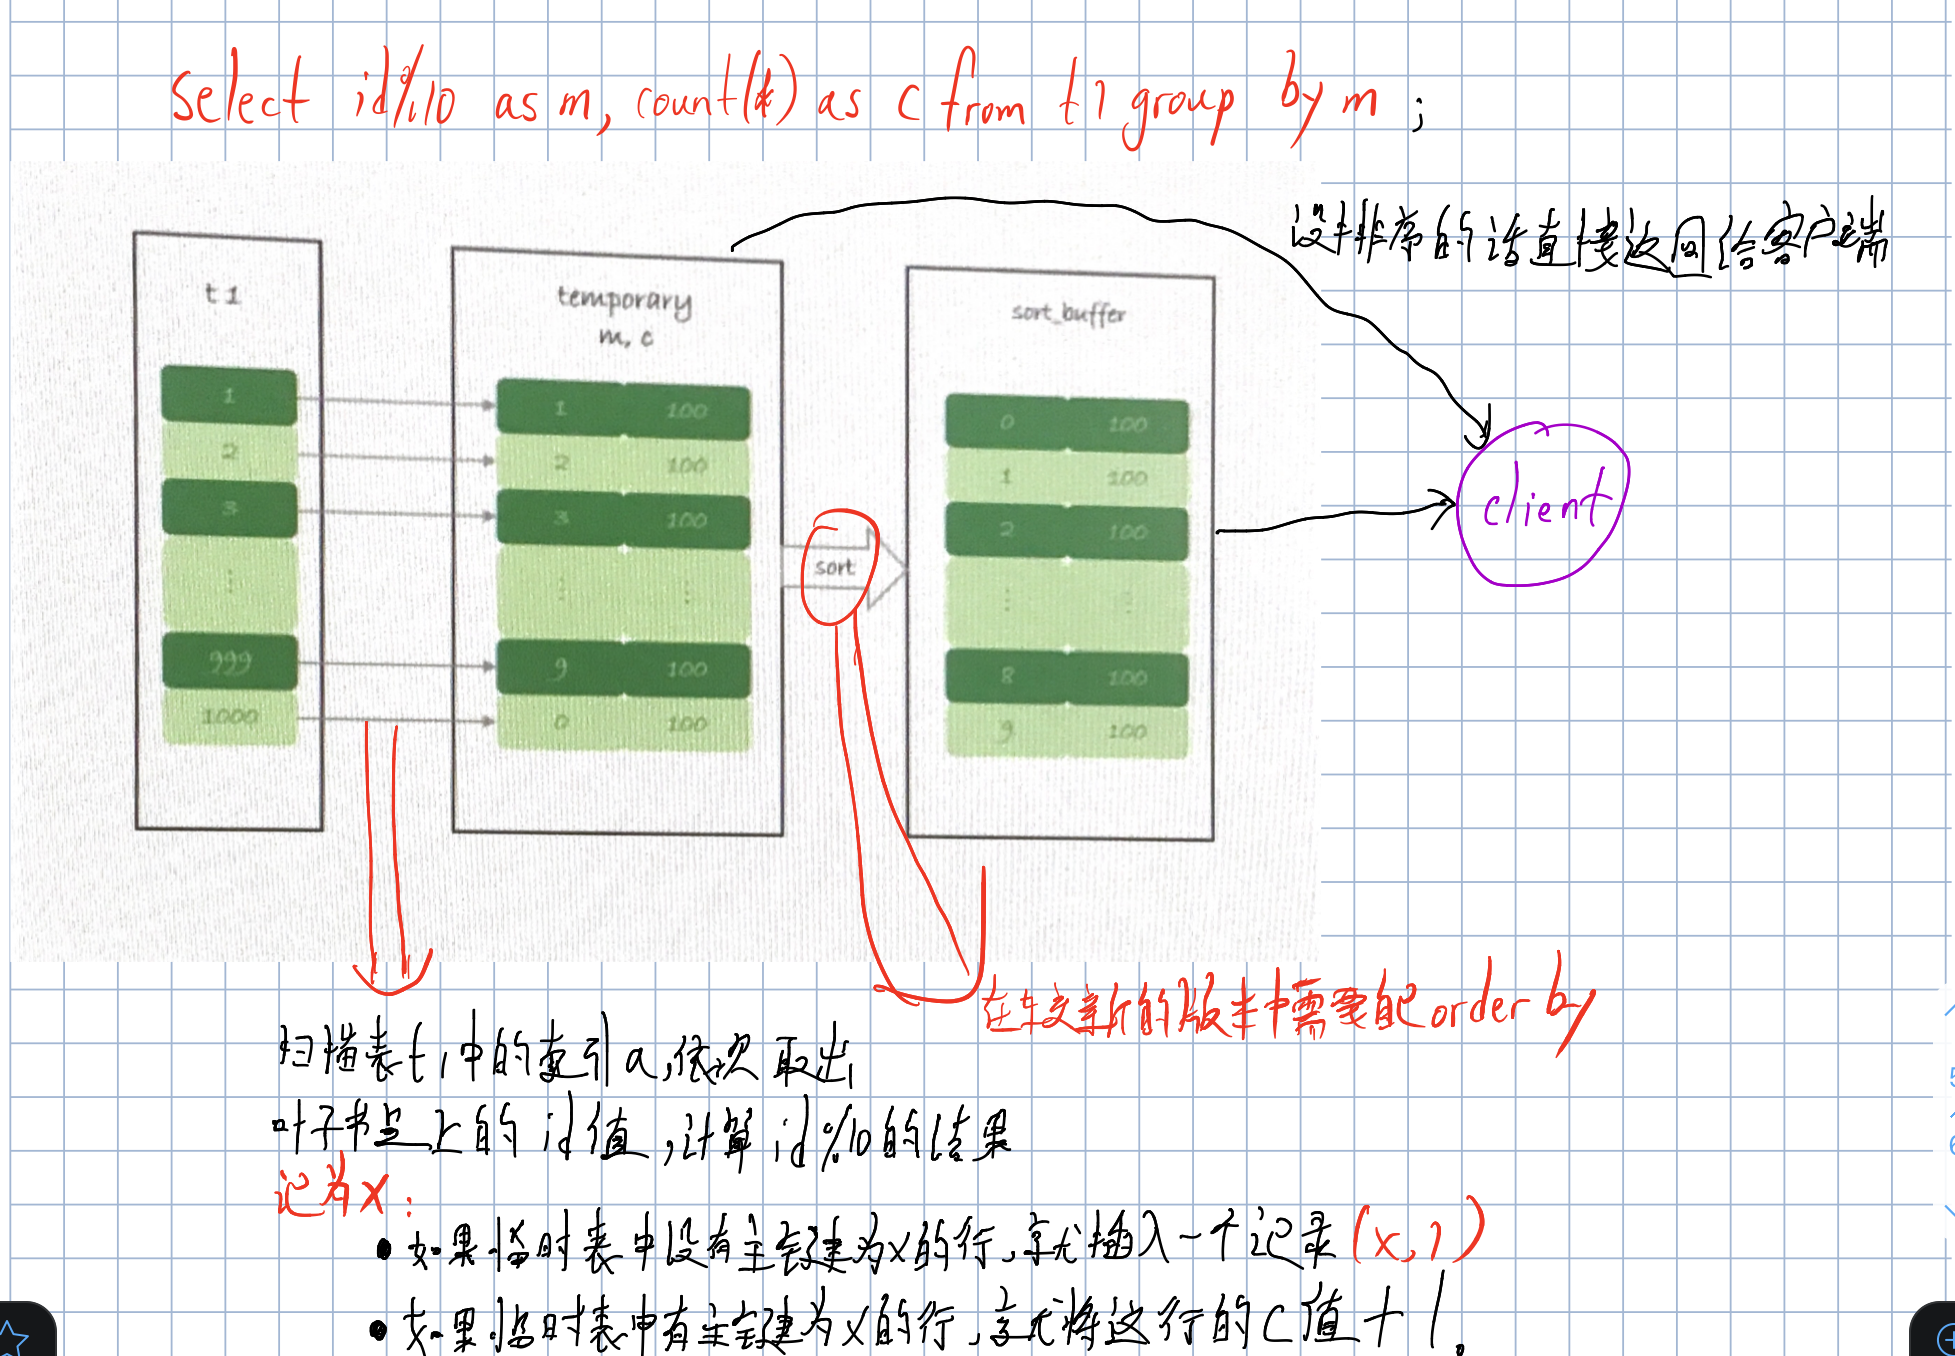 Select id%10 as m, count(*) as c from t1 group by m;
没排序的话直接返回给客户端
t1
temporary
m, c
sort_buffer
1
2
3
⋮
999
1000
1 100
2 100
3 100
⋮ ⋮
9 100
0 100
sort
0 100
1 100
2 100
⋮ ⋮
8 100
9 100
client
在较新的版本中需要配order by
扫描表t1中的索引a,依次取出
叶子节点上的id值,计算id%10的结果
记为x:
• 如果临时表中没有主键为x的行,就插入一个记录(x,1)
• 如果临时表中有主键为x的行,就将这行的c值+1。